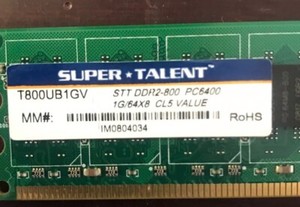 SUPER★TALENT
T800UB1GV STT DDR2-800 PC6400
1G/64X8 CL5 VALUE
MM#: RoHS
IM0804034